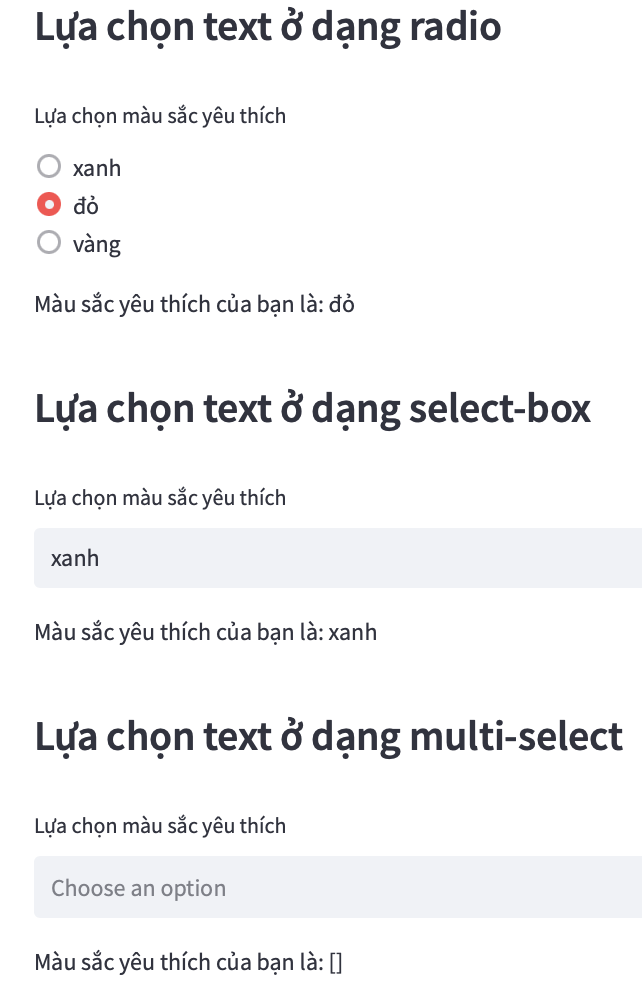 Lựa chọn text ở dạng radio
Lựa chọn màu sắc yêu thích
xanh
đỏ
vàng
Màu sắc yêu thích của bạn là: đỏ
Lựa chọn text ở dạng select-box
Lựa chọn màu sắc yêu thích
xanh
Màu sắc yêu thích của bạn là: xanh
Lựa chọn text ở dạng multi-select
Lựa chọn màu sắc yêu thích
Choose an option
Màu sắc yêu thích của bạn là: []